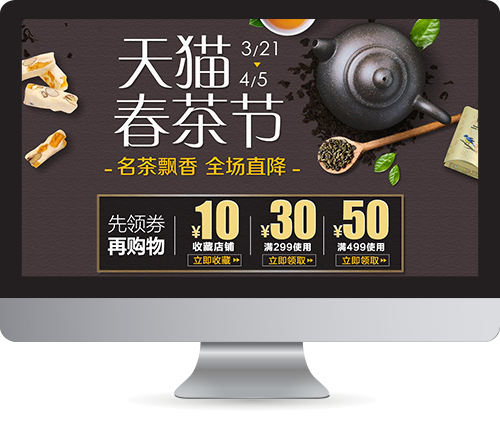 天猫 3/21
4/5
春茶节
-名茶飘香 全场直降-
先领券 ¥10 ¥30 ¥50
再购物 收藏店铺 满299使用 满499使用
立即收藏 立即领取 立即领取